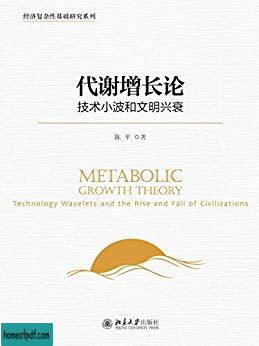 经济复杂性基础研究系列
代谢增长论
技术小波和文明兴衰
陈 平 ◎ 著
METABOLIC
GROWTH THEORY
Technology Wavelets and the Rise and Fall of Civilizations
北京大学出版社
PEKING UNIVERSITY PRESS
homeofpdf.com